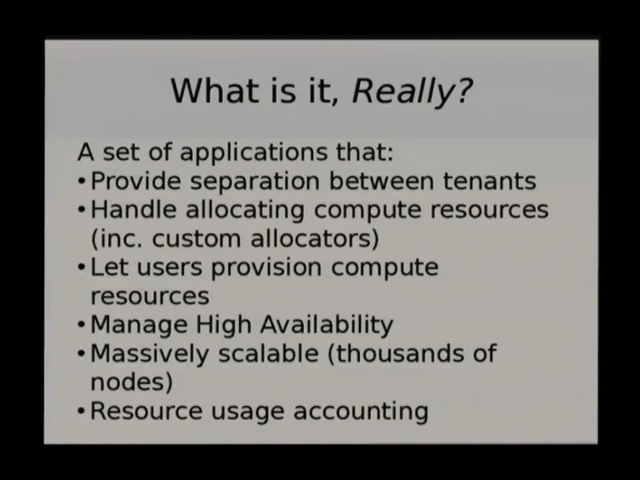 What is it, Really?
A set of applications that:
•Provide separation between tenants
•Handle allocating compute resources
(inc. custom allocators)
•Let users provision compute
resources
•Manage High Availability
•Massively scalable (thousands of
nodes)
•Resource usage accounting